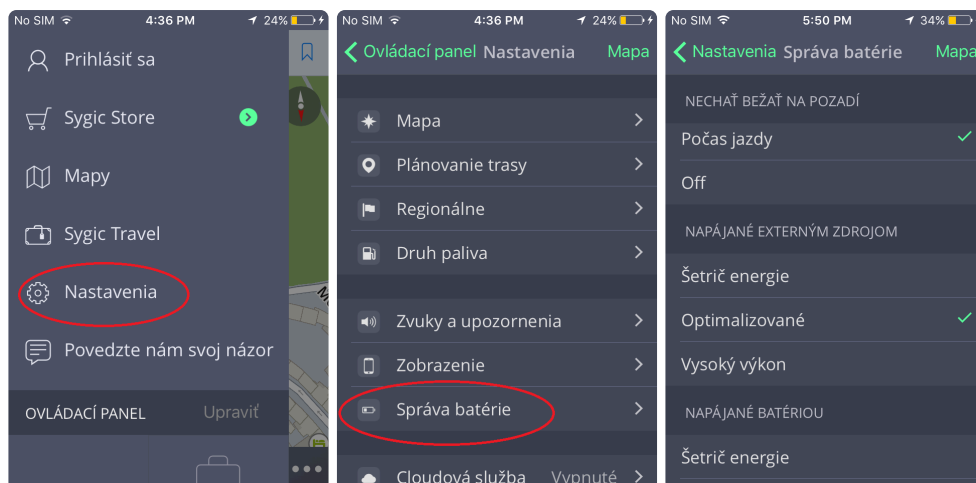 No SIM 4:36 PM 24%
Prihlásiť sa
Sygic Store
Mapy
Sygic Travel
Nastavenia
Povedzte nám svoj názor
OVLÁDACÍ PANEL Upraviť
No SIM 4:36 PM 24%
Ovládací panel Nastavenia Mapa
Mapa
Plánovanie trasy
Regionálne
Druh paliva
Zvuky a upozornenia
Zobrazenie
Správa batérie
Cloudová služba Vypnuté
No SIM 5:50 PM 34%
Nastavenia Správa batérie Mapa
NECHAŤ BEŽAŤ NA POZADÍ
Počas jazdy
Off
NAPÁJANÉ EXTERNÝM ZDROJOM
Šetrič energie
Optimalizované
Vysoký výkon
NAPÁJANÉ BATÉRIOU
Šetrič energie